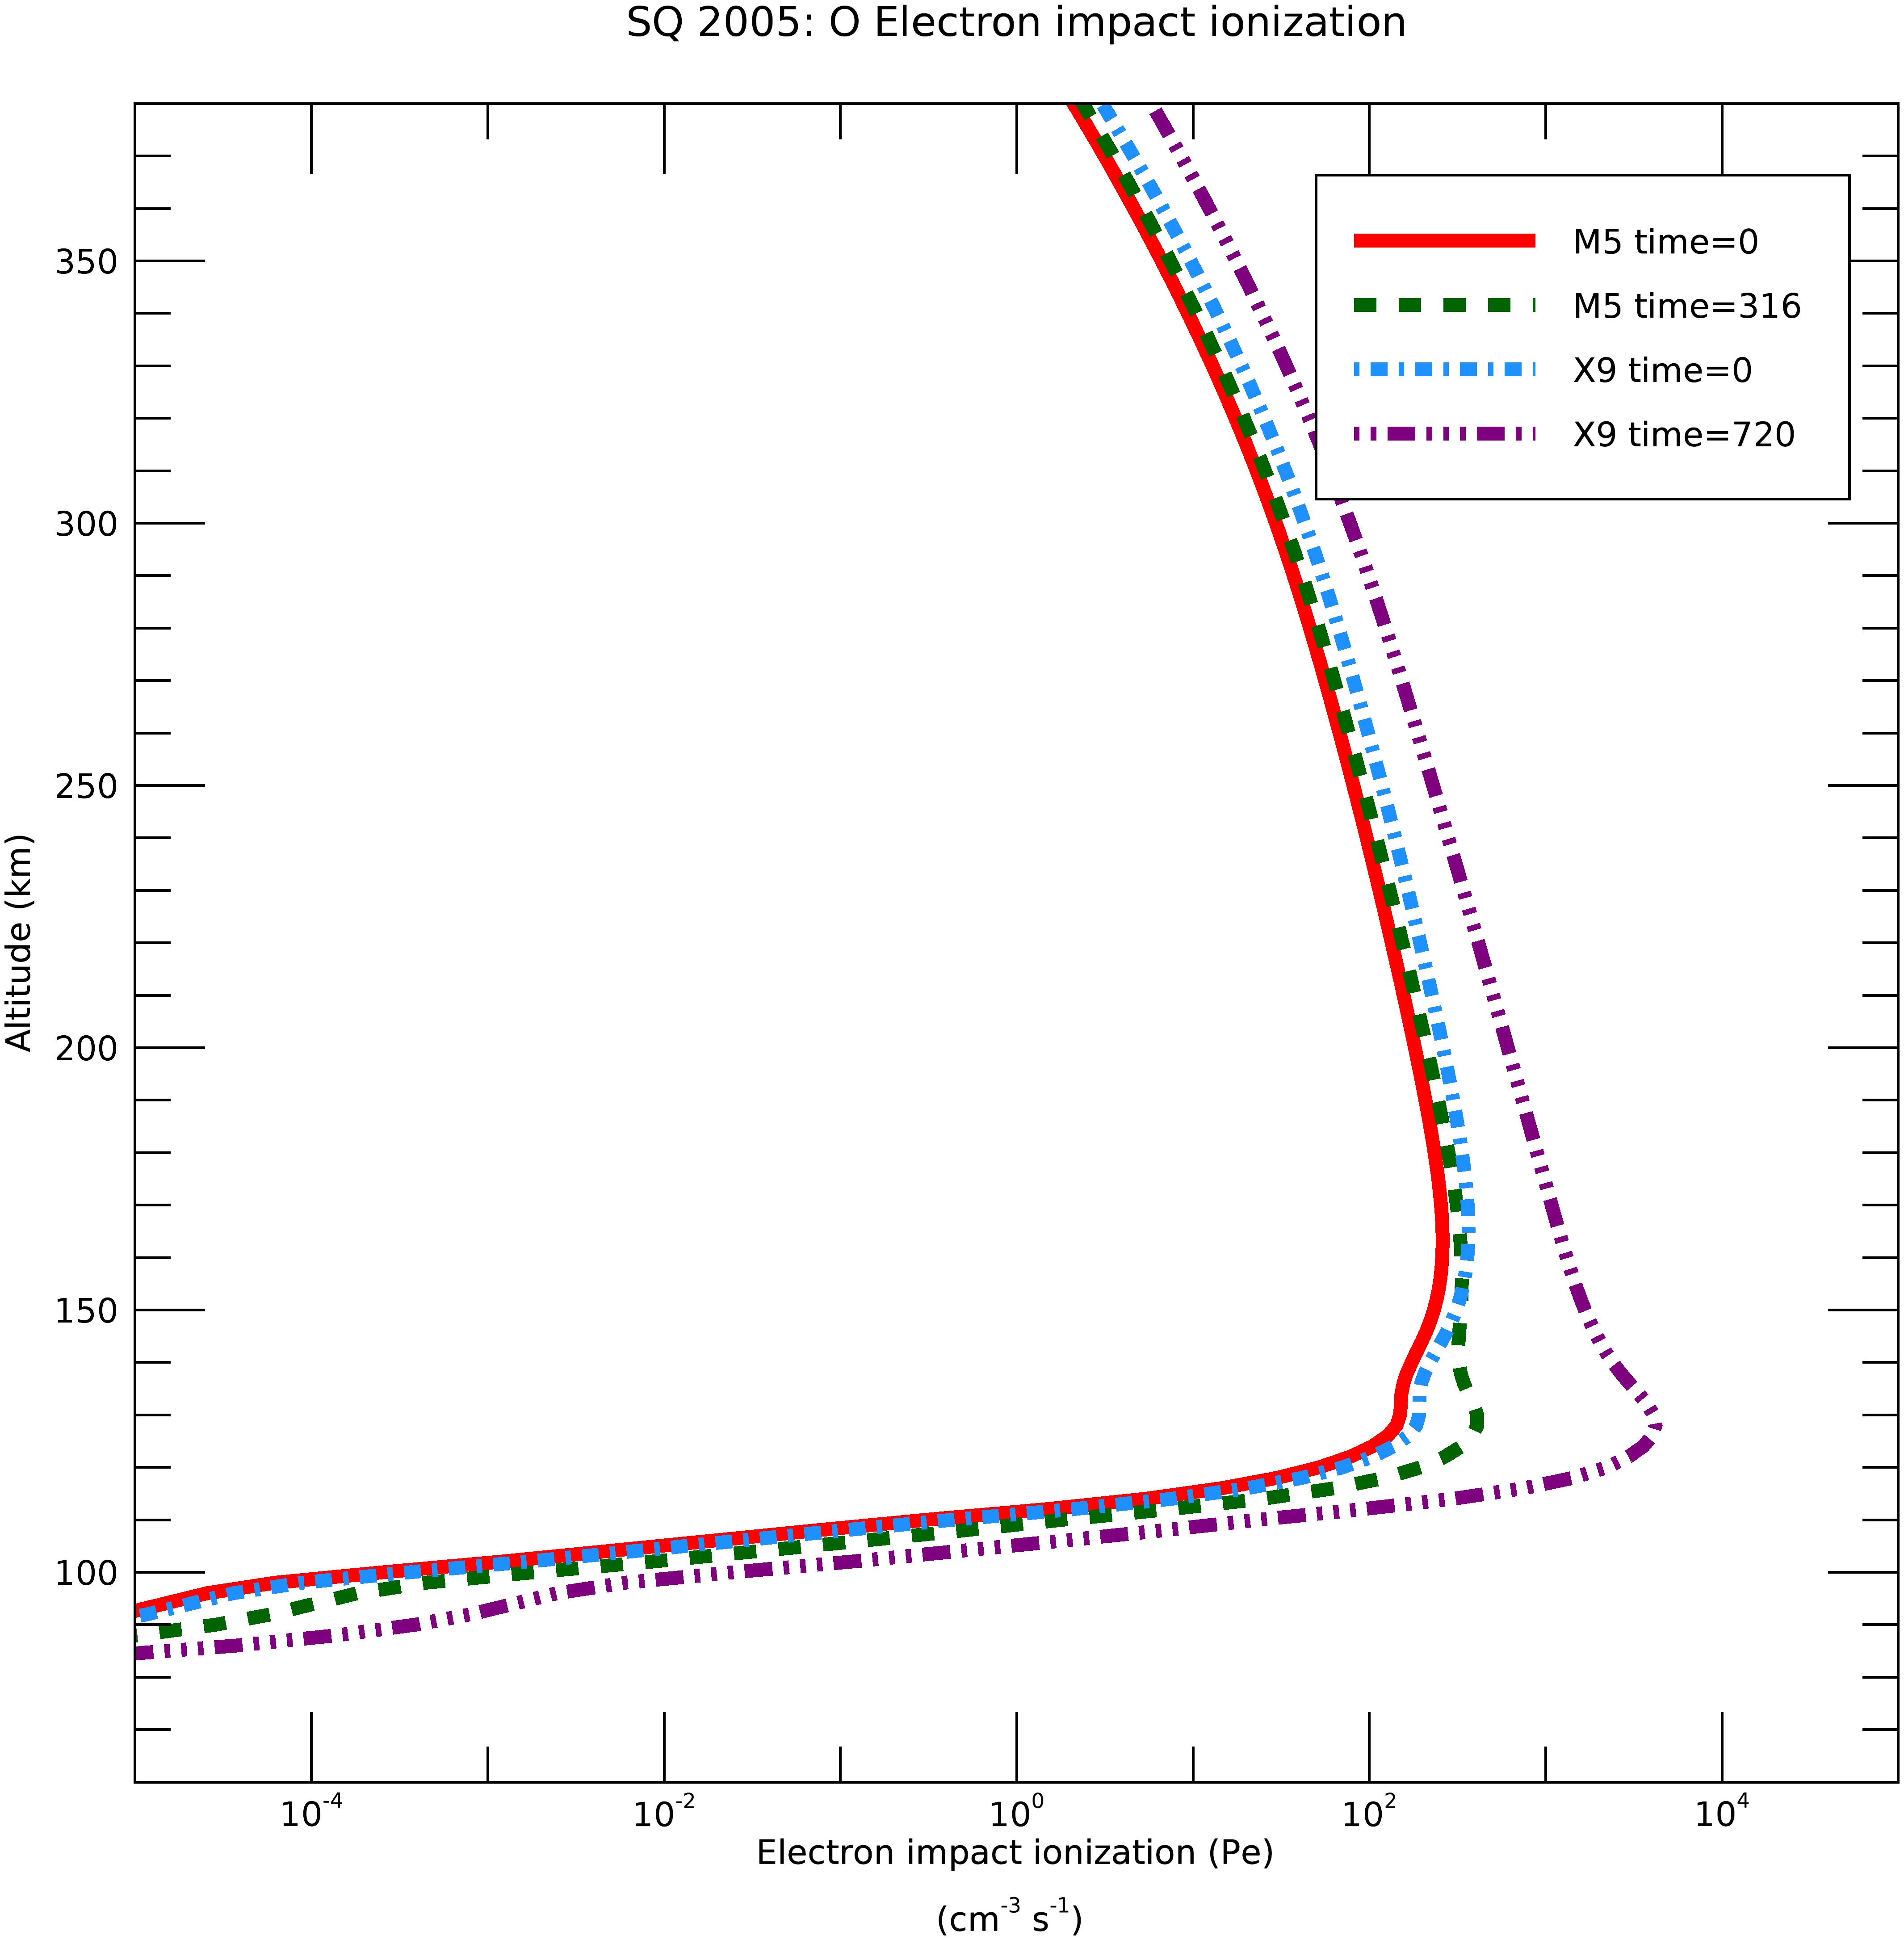 SQ 2005: O Electron impact ionization
M5 time=0
M5 time=316
X9 time=0
X9 time=720
350
300
250
200
150
100
Altitude (km)
10⁻⁴ 10⁻² 10⁰ 10² 10⁴
Electron impact ionization (Pe)
(cm⁻³ s⁻¹)